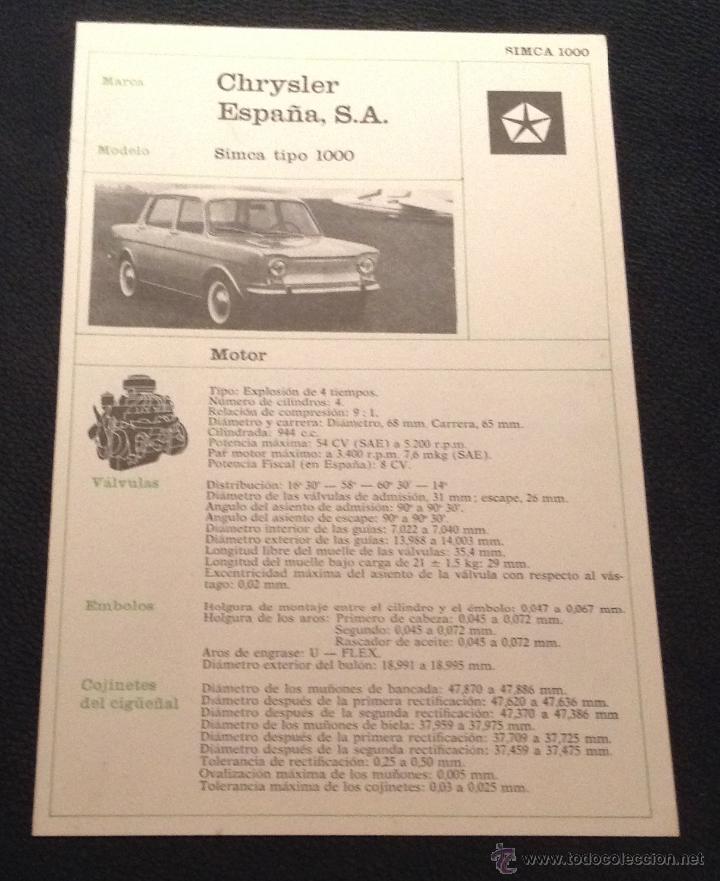 SIMCA 1000
Marca
Chrysler
España, S.A.
Modelo
Simca tipo 1000
Motor
Tipo: Explosión de 4 tiempos.
Número de cilindros: 4.
Relación de compresión: 9 : 1.
Diámetro y carrera: Diámetro, 68 mm. Carrera, 65 mm.
Cilindrada: 944 c.c.
Potencia máxima: 54 CV (SAE) a 5.200 r.p.m.
Par motor máximo: a 3.400 r.p.m. 7,6 mkg (SAE).
Potencia Fiscal (en España): 8 CV.
Válvulas
Distribución: 16º 30' — 58º — 60º 30' — 14º
Diámetro de las válvulas de admisión, 31 mm; escape, 26 mm.
Angulo del asiento de admisión: 90º a 90º 30'.
Angulo del asiento de escape: 90º a 90º 30'.
Diámetro interior de las guías: 7,022 a 7,040 mm.
Diámetro exterior de las guías: 13,988 a 14,003 mm.
Longitud libre del muelle de las válvulas: 35,4 mm.
Longitud del muelle bajo carga de 21 ± 1,5 kg: 29 mm.
Excentricidad máxima del asiento de la válvula con respecto al vás-
tago: 0,02 mm.
Embolos
Holgura de montaje entre el cilindro y el émbolo: 0,047 a 0,067 mm.
Holgura de los aros: Primero de cabeza: 0,045 a 0,072 mm.
Segundo: 0,045 a 0,072 mm.
Rascador de aceite: 0,045 a 0,072 mm.
Aros de engrase: U — FLEX.
Diámetro exterior del bulón: 18,991 a 18,995 mm.
Cojinetes
del cigüeñal
Diámetro de los muñones de bancada: 47,870 a 47,886 mm.
Diámetro después de la primera rectificación: 47,620 a 47,636 mm.
Diámetro después de la segunda rectificación: 47,370 a 47,386 mm
Diámetro de los muñones de biela: 37,959 a 37,975 mm.
Diámetro después de la primera rectificación: 37,709 a 37,725 mm.
Diámetro después de la segunda rectificación: 37,459 a 37,475 mm.
Tolerancia de rectificación: 0,25 a 0,50 mm.
Ovalización máxima de los muñones: 0,005 mm.
Tolerancia máxima de los cojinetes: 0,03 a 0,025 mm.
www.todocoleccion.net